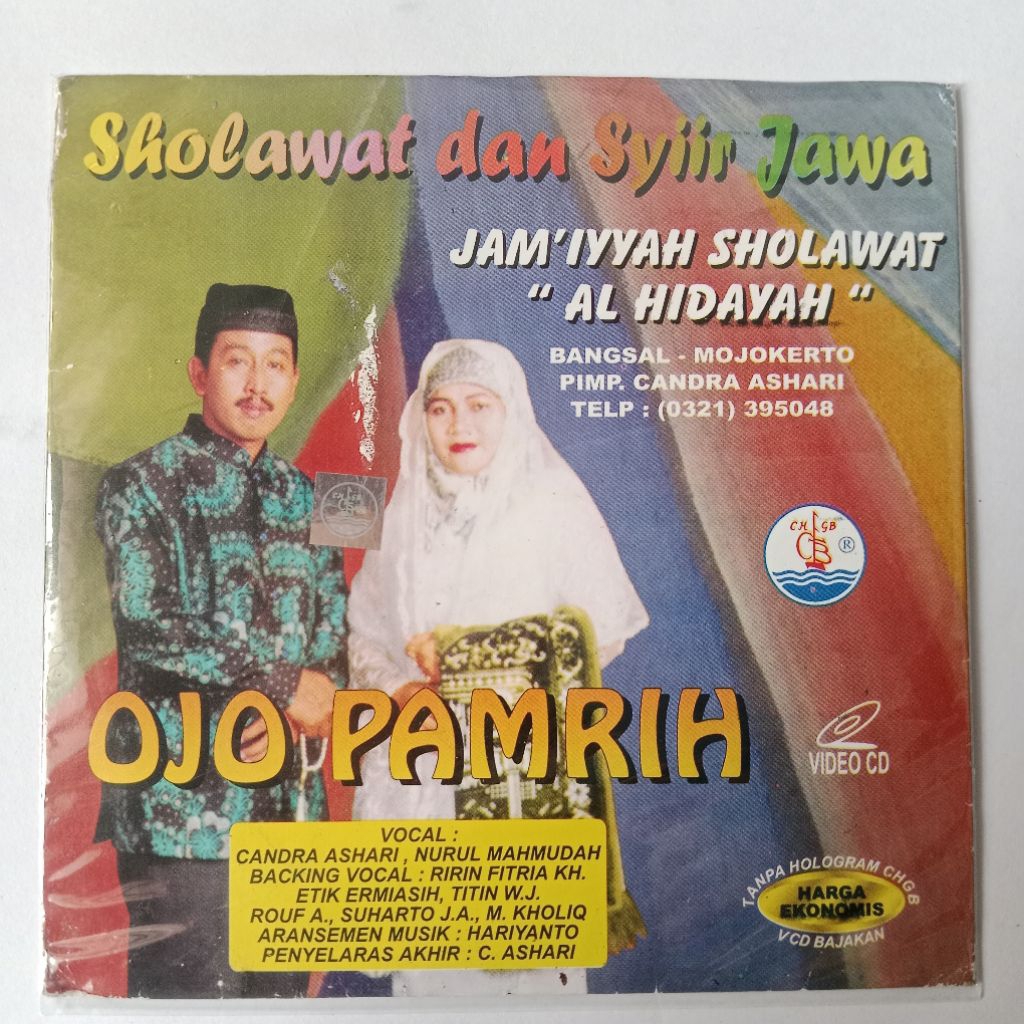 Sholawat dan Syiir Jawa
JAM'IYYAH SHOLAWAT
“ AL HIDAYAH “
BANGSAL - MOJOKERTO
PIMP. CANDRA ASHARI
TELP : (0321) 395048
CHGB
CB
®
CHGB
OJO PAMRIH
VIDEO CD
VOCAL :
CANDRA ASHARI , NURUL MAHMUDAH
BACKING VOCAL : RIRIN FITRIA KH.
ETIK ERMIASIH, TITIN W.J.
ROUF A., SUHARTO J.A., M. KHOLIQ
ARANSEMEN MUSIK : HARIYANTO
PENYELARAS AKHIR : C. ASHARI
TANPA HOLOGRAM CHGB
HARGA
EKONOMIS
VCD BAJAKAN